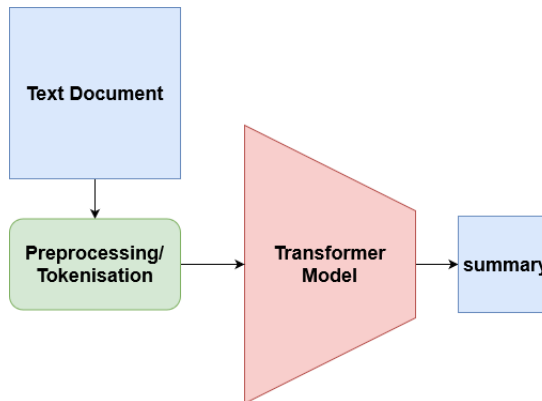 Text Document
Preprocessing/
Tokenisation
Transformer
Model
summary